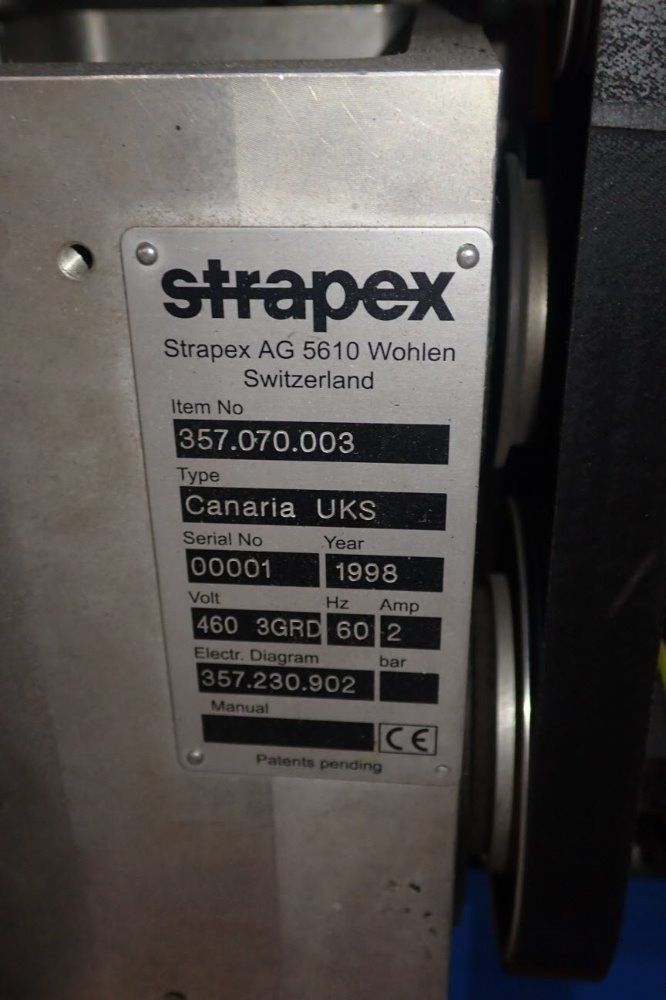 strapex
Strapex AG 5610 Wohlen
Switzerland
Item No
357.070.003
Type
Canaria UKS
Serial No Year
00001 1998
Volt Hz Amp
460 3GRD 60 2
Electr. Diagram bar
357.230.902
Manual
CE
Patents pending